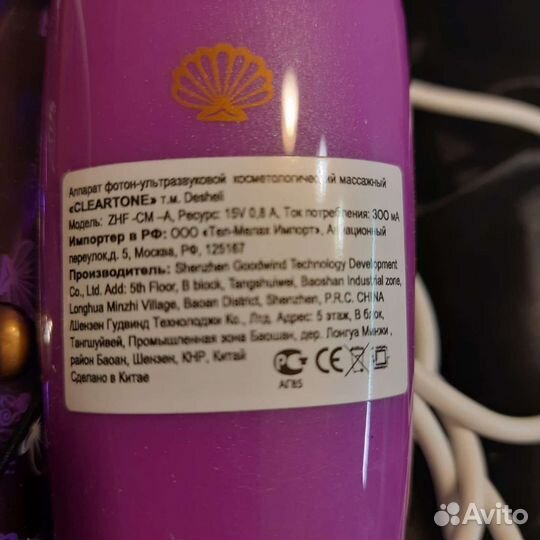 Аппарат фотон-ультразвуковой косметологический массажный
«CLEARTONE» т.м. Desheli
Модель: ZHF -CM –A, Ресурс: 15V 0,8 A, Ток потребления: 300 мА
Импортер в РФ: ООО «Тел-Мелах Импорт», Авиационный
переулок,д. 5, Москва, РФ, 125167
Производитель: Shenzhen Goodwind Technology Development
Co., Ltd. Add: 5th Floor, B block, Tangshuiwei, Baoshan Industrial zone,
Longhua Minzhi Village, Baoan District, Shenzhen, P.R.C. CHINA
/Шензен Гудвинд Технолоджи Ко., Лтд. Адрес: 5 этаж, В блок,
Тангшуйвей, Промышленная зона Баошан, дер. Лонгуа Минжи ,
район Баоан, Шензен, КНР, Китай
Сделано в Китае
АГ85
CE
Avito